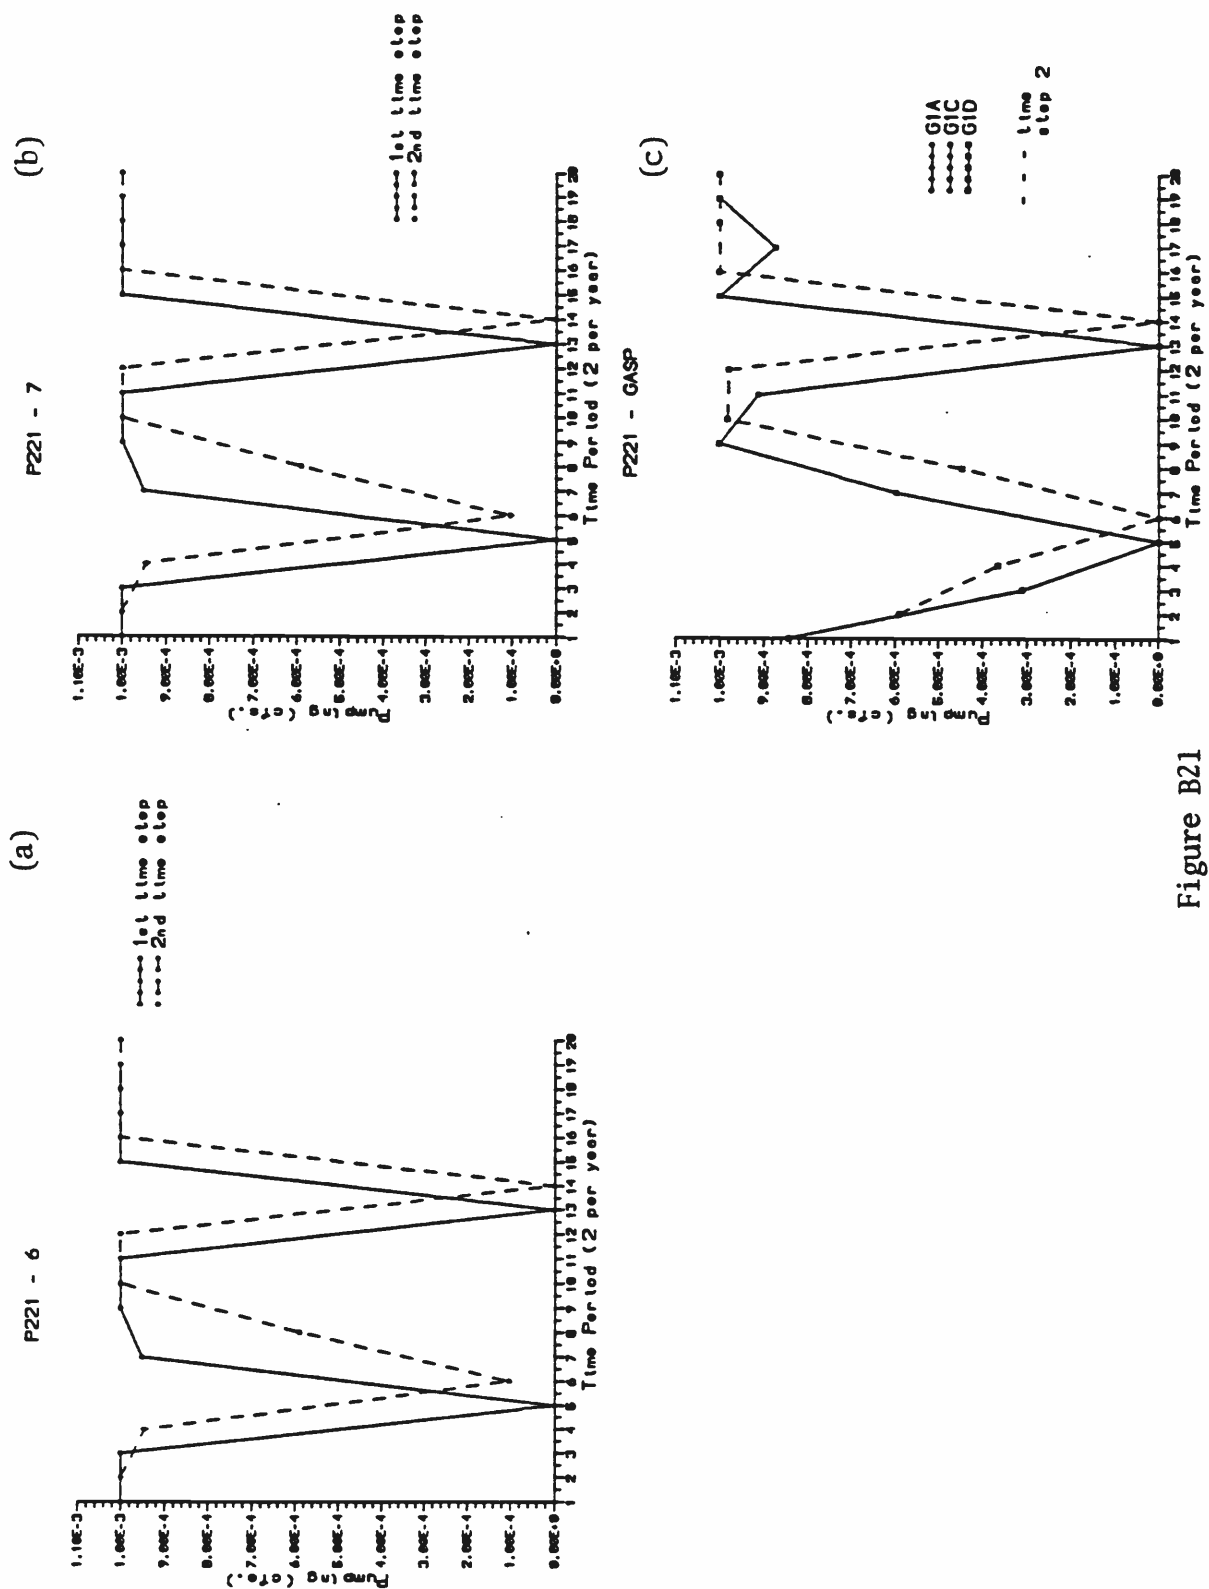 (a)
P221 - 6
1st time step
2nd time step
Pumping (cfs.)
1.10E-3
1.00E-3
9.00E-4
8.00E-4
7.00E-4
6.00E-4
5.00E-4
4.00E-4
3.00E-4
2.00E-4
1.00E-4
0.00E+0
1 2 3 4 5 6 7 8 9 10 11 12 13 14 15 16 17 18 19 20
Time Period (2 per year)
(b)
P221 - 7
1st time step
2nd time step
Pumping (cfs.)
1.10E-3
1.00E-3
9.00E-4
8.00E-4
7.00E-4
6.00E-4
5.00E-4
4.00E-4
3.00E-4
2.00E-4
1.00E-4
0.00E+0
1 2 3 4 5 6 7 8 9 10 11 12 13 14 15 16 17 18 19 20
Time Period (2 per year)
(c)
P221 - GASP
G1A
G1C
G1D
time
step 2
Pumping (cfs.)
1.10E-3
1.00E-3
9.00E-4
8.00E-4
7.00E-4
6.00E-4
5.00E-4
4.00E-4
3.00E-4
2.00E-4
1.00E-4
0.00E+0
1 2 3 4 5 6 7 8 9 10 11 12 13 14 15 16 17 18 19 20
Time Period (2 per year)
Figure B21